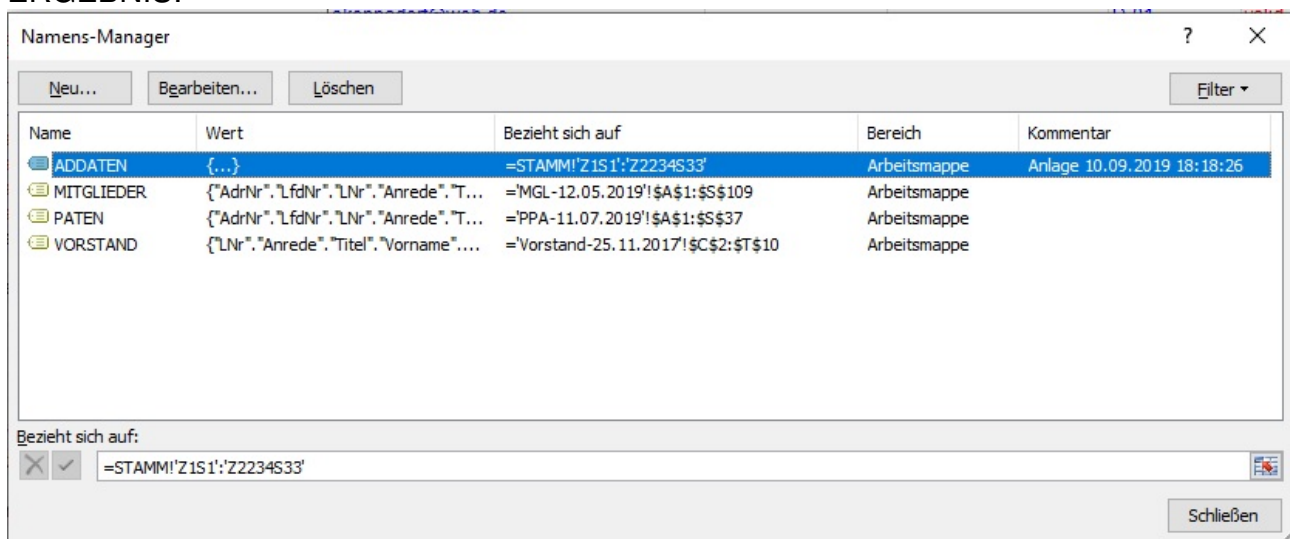 ERGEBNIS:
Namens-Manager ?
Neu... Bearbeiten... Löschen Filter
Name Wert Bezieht sich auf Bereich Kommentar
ADDATEN {...} =STAMM!'Z1S1':'Z2234S33' Arbeitsmappe Anlage 10.09.2019 18:18:26
MITGLIEDER {"AdrNr"."LfdNr"."LNr"."Anrede"."T... ='MGL-12.05.2019'!$A$1:$S$109 Arbeitsmappe
PATEN {"AdrNr"."LfdNr"."LNr"."Anrede"."T... ='PPA-11.07.2019'!$A$1:$S$37 Arbeitsmappe
VORSTAND {"LNr"."Anrede"."Titel"."Vorname".... ='Vorstand-25.11.2017'!$C$2:$T$10 Arbeitsmappe
Bezieht sich auf:
=STAMM!'Z1S1':'Z2234S33'
Schließen